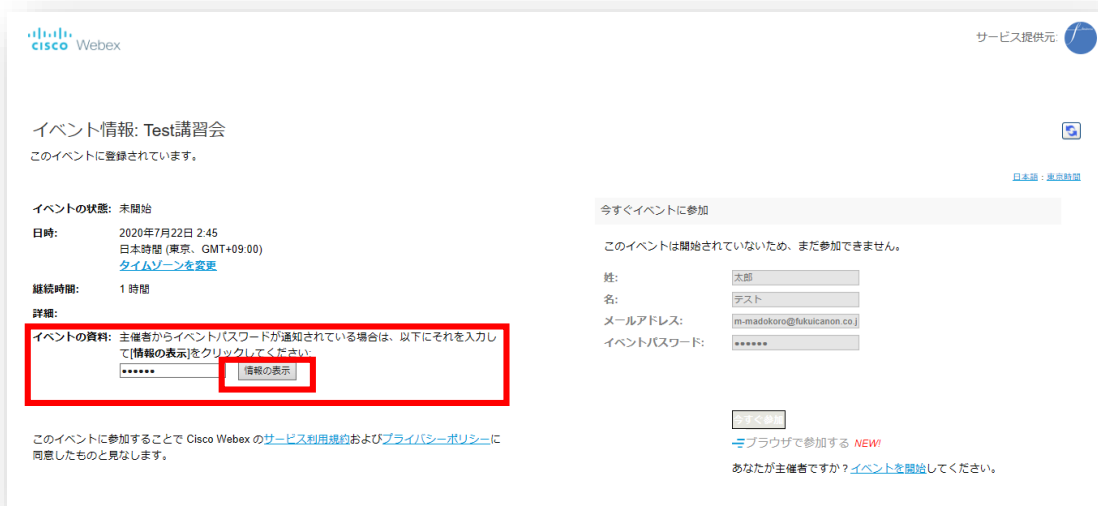 cisco Webex
サービス提供元:
イベント情報: Test講習会
このイベントに登録されています。
日本語 : 東京時間
イベントの状態: 未開始
日時: 2020年7月22日 2:45
日本時間 (東京、GMT+09:00)
タイムゾーンを変更
継続時間: 1 時間
詳細:
イベントの資料: 主催者からイベントパスワードが通知されている場合は、以下にそれを入力し
て[情報の表示]をクリックしてください:
•••••• 情報の表示
このイベントに参加することで Cisco Webex のサービス利用規約およびプライバシーポリシーに
同意したものと見なします。
今すぐイベントに参加
このイベントは開始されていないため、まだ参加できません。
姓: 太郎
名: テスト
メールアドレス: m-madokoro@fukuicanon.co.j
イベントパスワード: ••••••
今すぐ参加
ブラウザで参加する NEW!
あなたが主催者ですか？イベントを開始してください。